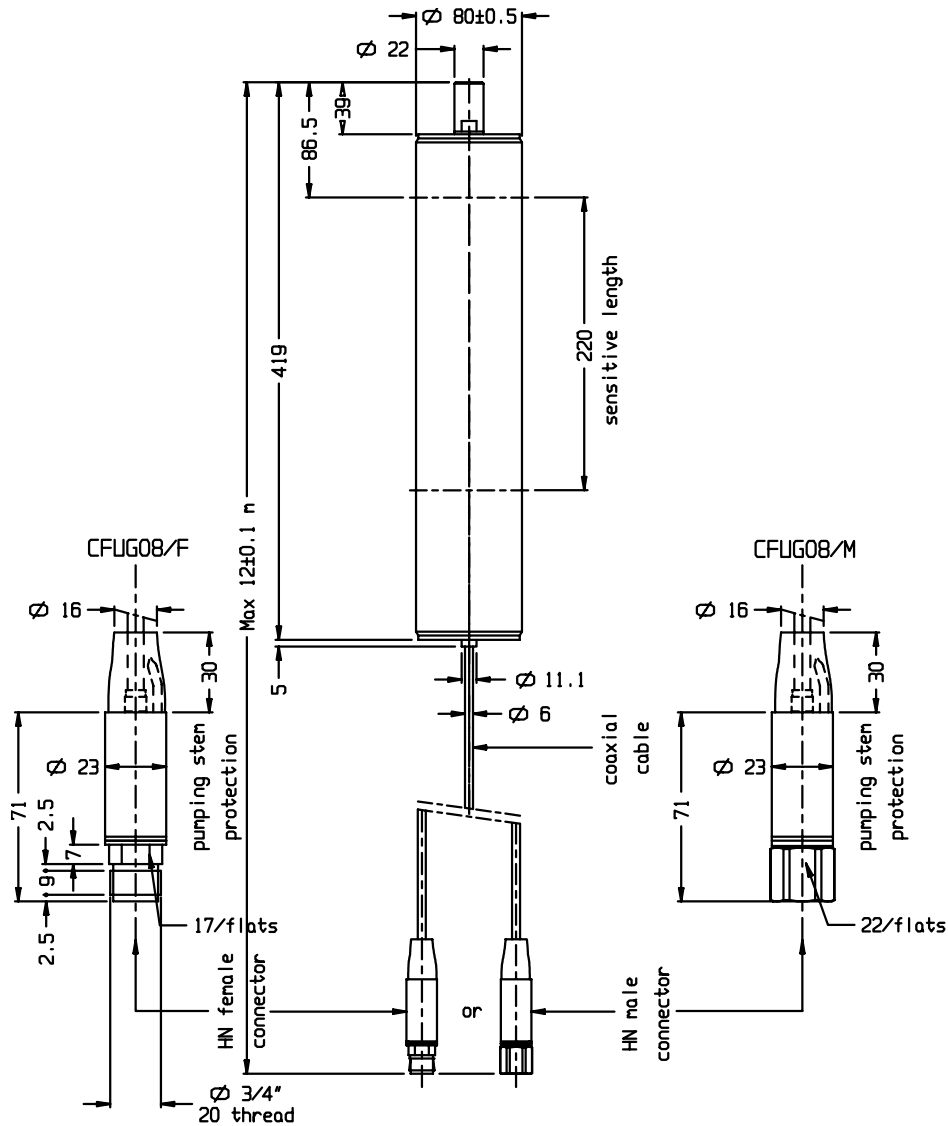 Ø 80±0.5
Ø 22
39
86.5
419
220
sensitive length
Max 12±0.1 m
5
Ø 11.1
Ø 6
coaxial
cable
CFUG08/F
Ø 16
30
pumping stem
protection
Ø 23
71
2.5
7
9
2.5
17/flats
HN female
connector
Ø 3/4"
20 thread
or
CFUG08/M
Ø 16
30
pumping stem
protection
Ø 23
71
22/flats
HN male
connector